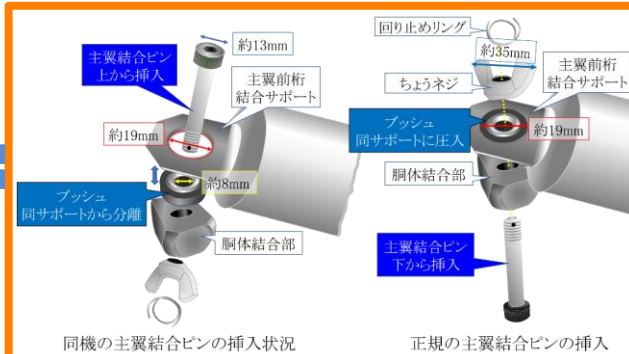 約13mm
主翼結合ピン
上から挿入
主翼前桁
結合サポート
約19mm
約8mm
ブッシュ
同サポートから分離
胴体結合部
同機の主翼結合ピンの挿入状況
回り止めリング
約35mm
ちょうネジ
主翼前桁
結合サポート
ブッシュ
同サポートに圧入
約19mm
胴体結合部
主翼結合ピン
下から挿入
正規の主翼結合ピンの挿入